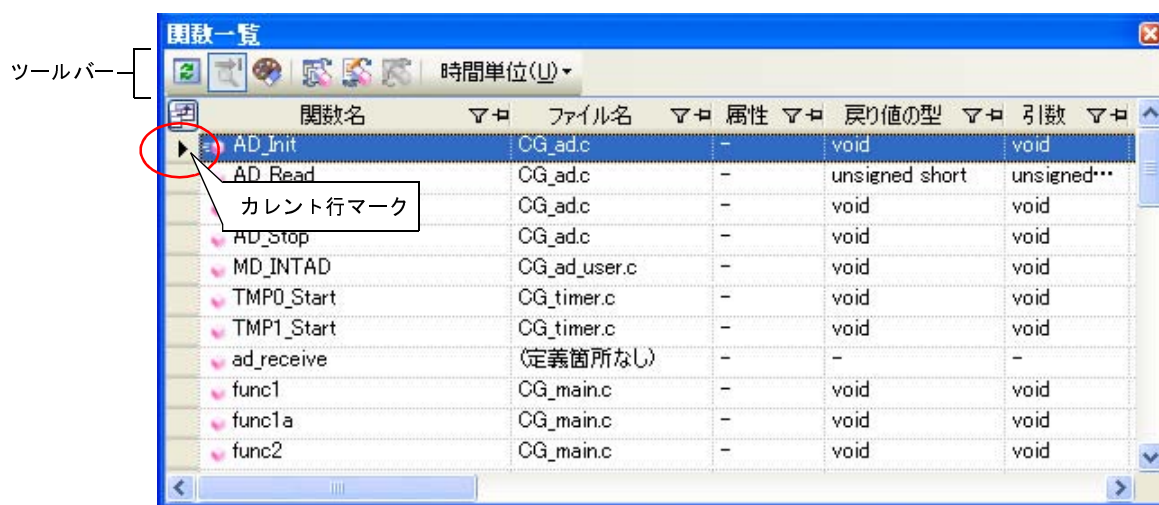 関数一覧
ツールバー
時間単位(U)
関数名 ファイル名 属性 戻り値の型 引数
AD_Init CG_ad.c - void void
AD_Read CG_ad.c - unsigned short unsigned…
カレント行マーク CG_ad.c - void void
AD_Stop CG_ad.c - void void
MD_INTAD CG_ad_user.c - void void
TMP0_Start CG_timer.c - void void
TMP1_Start CG_timer.c - void void
ad_receive (定義箇所なし) - - -
func1 CG_main.c - void void
func1a CG_main.c - void void
func2 CG_main.c - void void